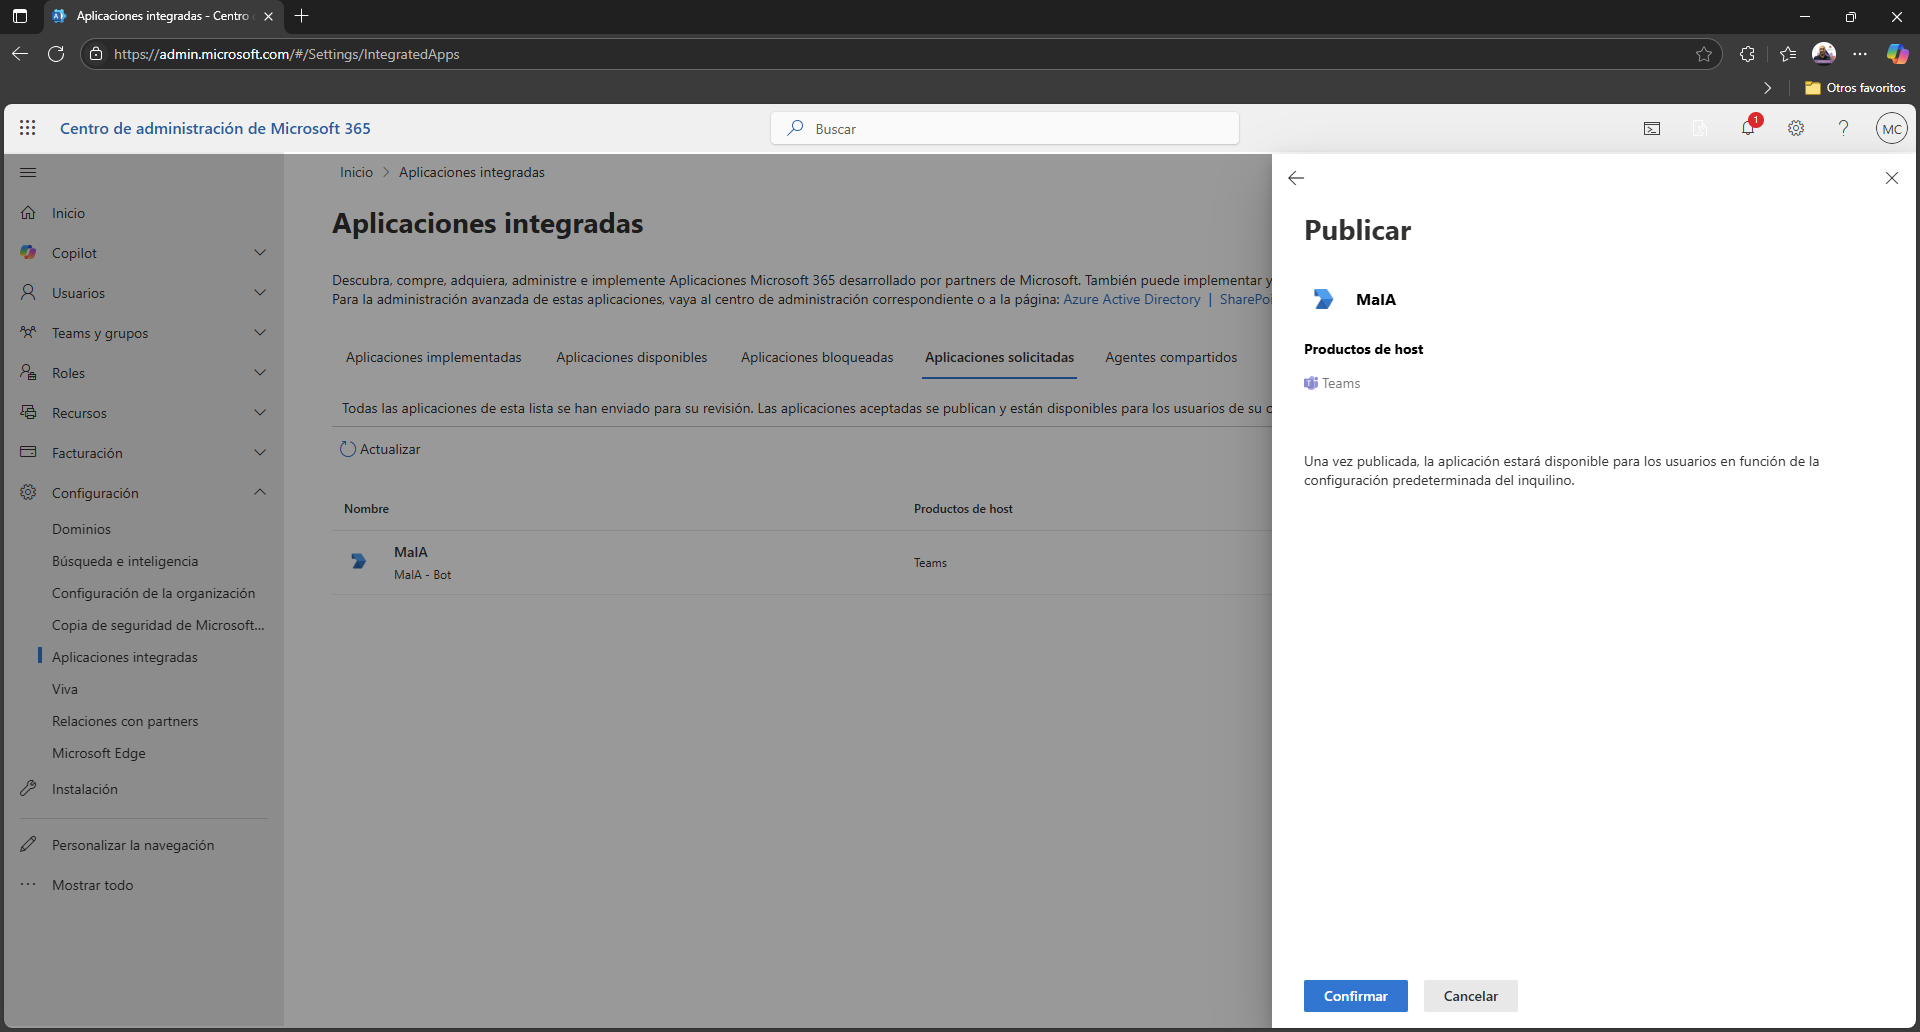 Aplicaciones integradas - Centro
https://admin.microsoft.com/#/Settings/IntegratedApps
Otros favoritos
Centro de administración de Microsoft 365
Buscar
1
MC
Inicio
Copilot
Usuarios
Teams y grupos
Roles
Recursos
Facturación
Configuración
Dominios
Búsqueda e inteligencia
Configuración de la organización
Copia de seguridad de Microsoft...
Aplicaciones integradas
Viva
Relaciones con partners
Microsoft Edge
Instalación
Personalizar la navegación
Mostrar todo
Inicio > Aplicaciones integradas
Aplicaciones integradas
Descubra, compre, adquiera, administre e implemente Aplicaciones Microsoft 365 desarrollado por partners de Microsoft. También puede implementar y
Para la administración avanzada de estas aplicaciones, vaya al centro de administración correspondiente o a la página: Azure Active Directory | SharePoi
Aplicaciones implementadas
Aplicaciones disponibles
Aplicaciones bloqueadas
Aplicaciones solicitadas
Agentes compartidos
Todas las aplicaciones de esta lista se han enviado para su revisión. Las aplicaciones aceptadas se publican y están disponibles para los usuarios de su
Actualizar
Nombre
Productos de host
MaIA
MaIA - Bot
Teams
Publicar
MaIA
Productos de host
Teams
Una vez publicada, la aplicación estará disponible para los usuarios en función de la
configuración predeterminada del inquilino.
Confirmar
Cancelar